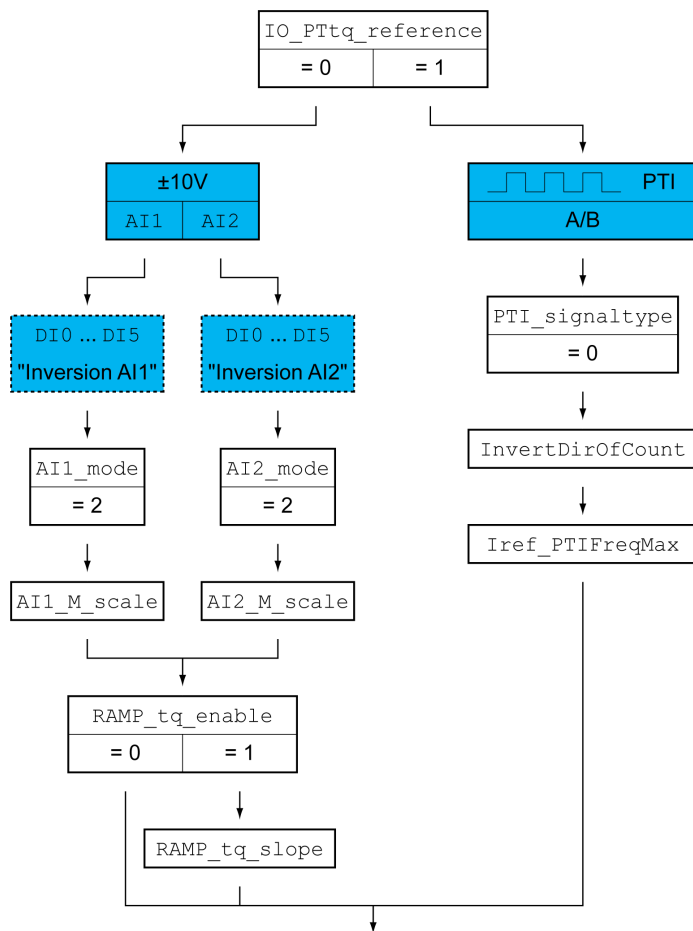 IO_PTtq_reference
= 0
= 1
±10V
AI1
AI2
PTI
A/B
DI0 ... DI5
"Inversion AI1"
DI0 ... DI5
"Inversion AI2"
PTI_signaltype
= 0
AI1_mode
= 2
AI2_mode
= 2
InvertDirOfCount
Iref_PTIFreqMax
AI1_M_scale
AI2_M_scale
RAMP_tq_enable
= 0
= 1
RAMP_tq_slope